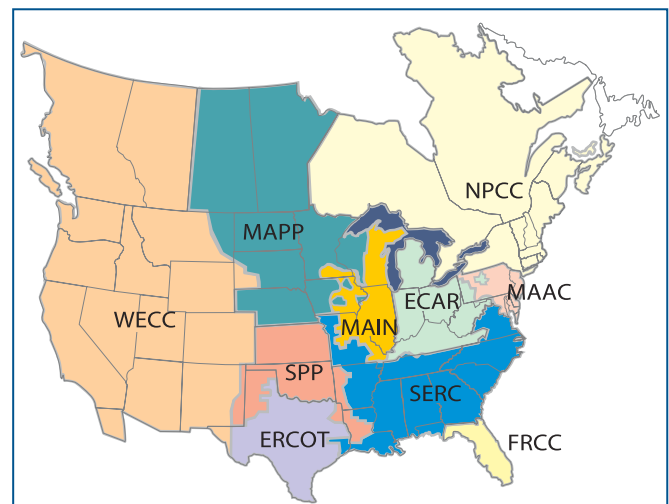 NPCC
MAPP
MAAC
ECAR
WECC
MAIN
SPP
SERC
ERCOT
FRCC